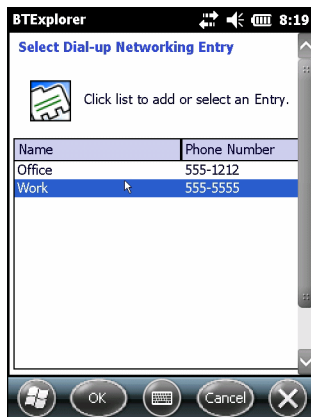 BTExplorer 8:19
Select Dial-up Networking Entry
Click list to add or select an Entry.
Name Phone Number
Office 555-1212
Work 555-5555
OK Cancel